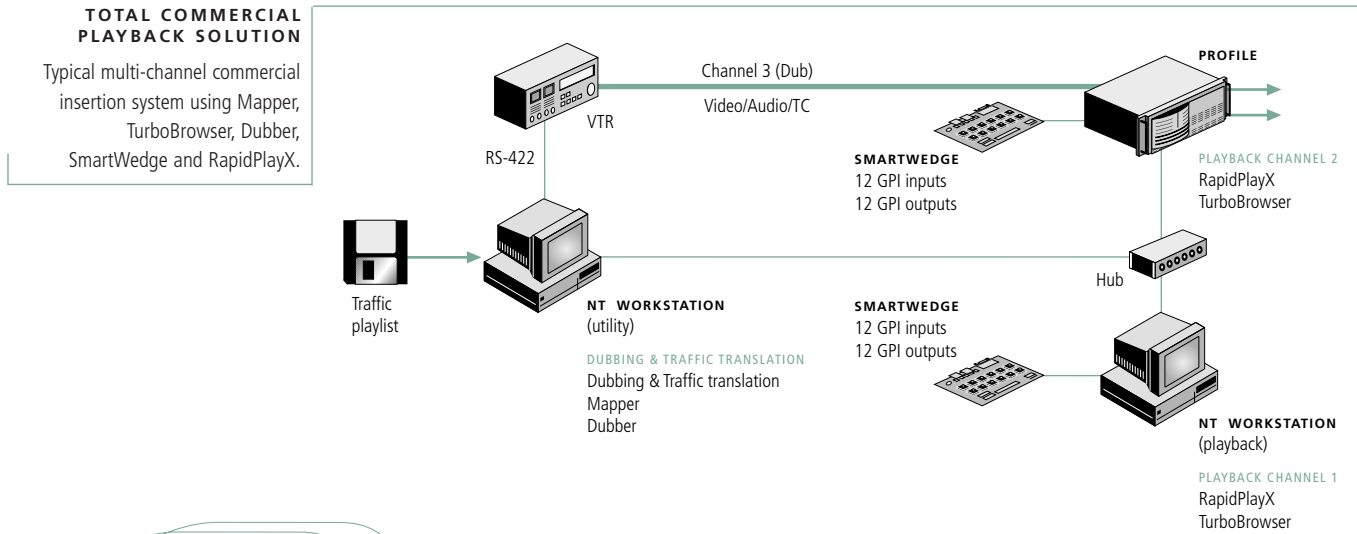 TOTAL COMMERCIAL
PLAYBACK SOLUTION
Typical multi-channel commercial
insertion system using Mapper,
TurboBrowser, Dubber,
SmartWedge and RapidPlayX.
Channel 3 (Dub)
Video/Audio/TC
VTR
RS-422
PROFILE
SMARTWEDGE
12 GPI inputs
12 GPI outputs
PLAYBACK CHANNEL 2
RapidPlayX
TurboBrowser
Traffic
playlist
NT WORKSTATION
(utility)
DUBBING & TRAFFIC TRANSLATION
Dubbing & Traffic translation
Mapper
Dubber
Hub
SMARTWEDGE
12 GPI inputs
12 GPI outputs
NT WORKSTATION
(playback)
PLAYBACK CHANNEL 1
RapidPlayX
TurboBrowser